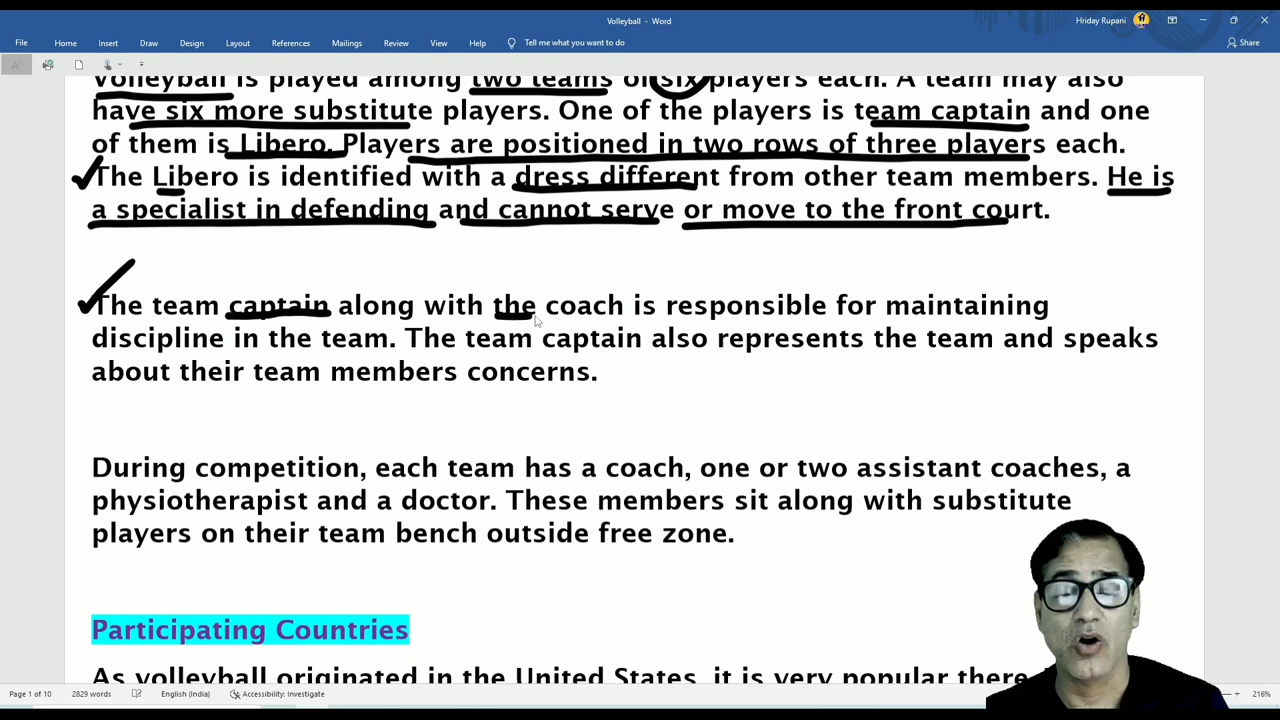 Volleyball - Word
Hriday Rupani
File Home Insert Draw Design Layout References Mailings Review View Help Tell me what you want to do Share
Volleyball is played among two teams of six players each. A team may also
have six more substitute players. One of the players is team captain and one
of them is Libero. Players are positioned in two rows of three players each.
The Libero is identified with a dress different from other team members. He is
a specialist in defending and cannot serve or move to the front court.
The team captain along with the coach is responsible for maintaining
discipline in the team. The team captain also represents the team and speaks
about their team members concerns.
During competition, each team has a coach, one or two assistant coaches, a
physiotherapist and a doctor. These members sit along with substitute
players on their team bench outside free zone.
Participating Countries
As volleyball originated in the United States, it is very popular there.
Page 1 of 10 2829 words English (India) Accessibility: Investigate 216%